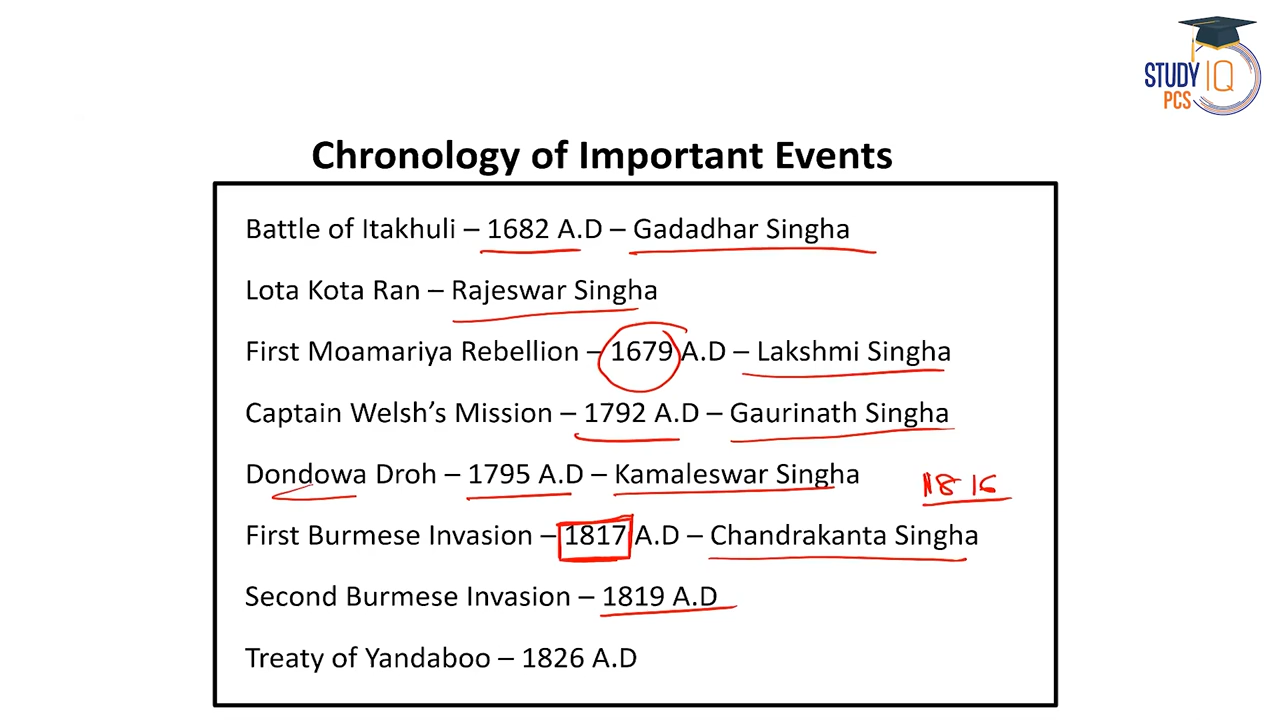 STUDY IQ
PCS
Chronology of Important Events
Battle of Itakhuli – 1682 A.D – Gadadhar Singha
Lota Kota Ran – Rajeswar Singha
First Moamariya Rebellion – 1679 A.D – Lakshmi Singha
Captain Welsh’s Mission – 1792 A.D – Gaurinath Singha
Dondowa Droh – 1795 A.D – Kamaleswar Singha
1816
First Burmese Invasion – 1817 A.D – Chandrakanta Singha
Second Burmese Invasion – 1819 A.D
Treaty of Yandaboo – 1826 A.D